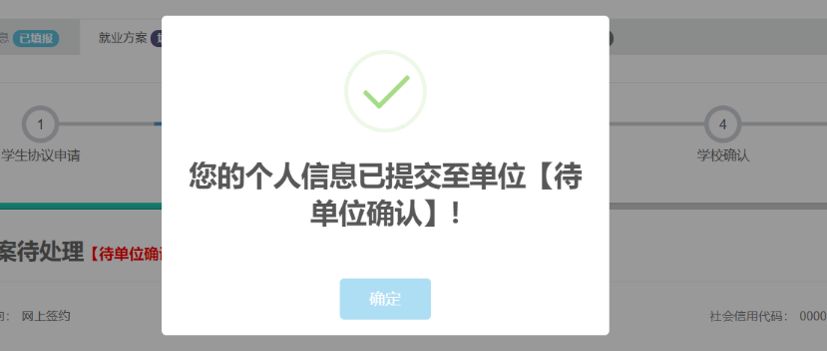 息 已填报
就业方案
1
4
学生协议申请
学校确认
您的个人信息已提交至单位【待
单位确认】!
案待处理【待单位确认
网上签约
社会信用代码： 0000
确定